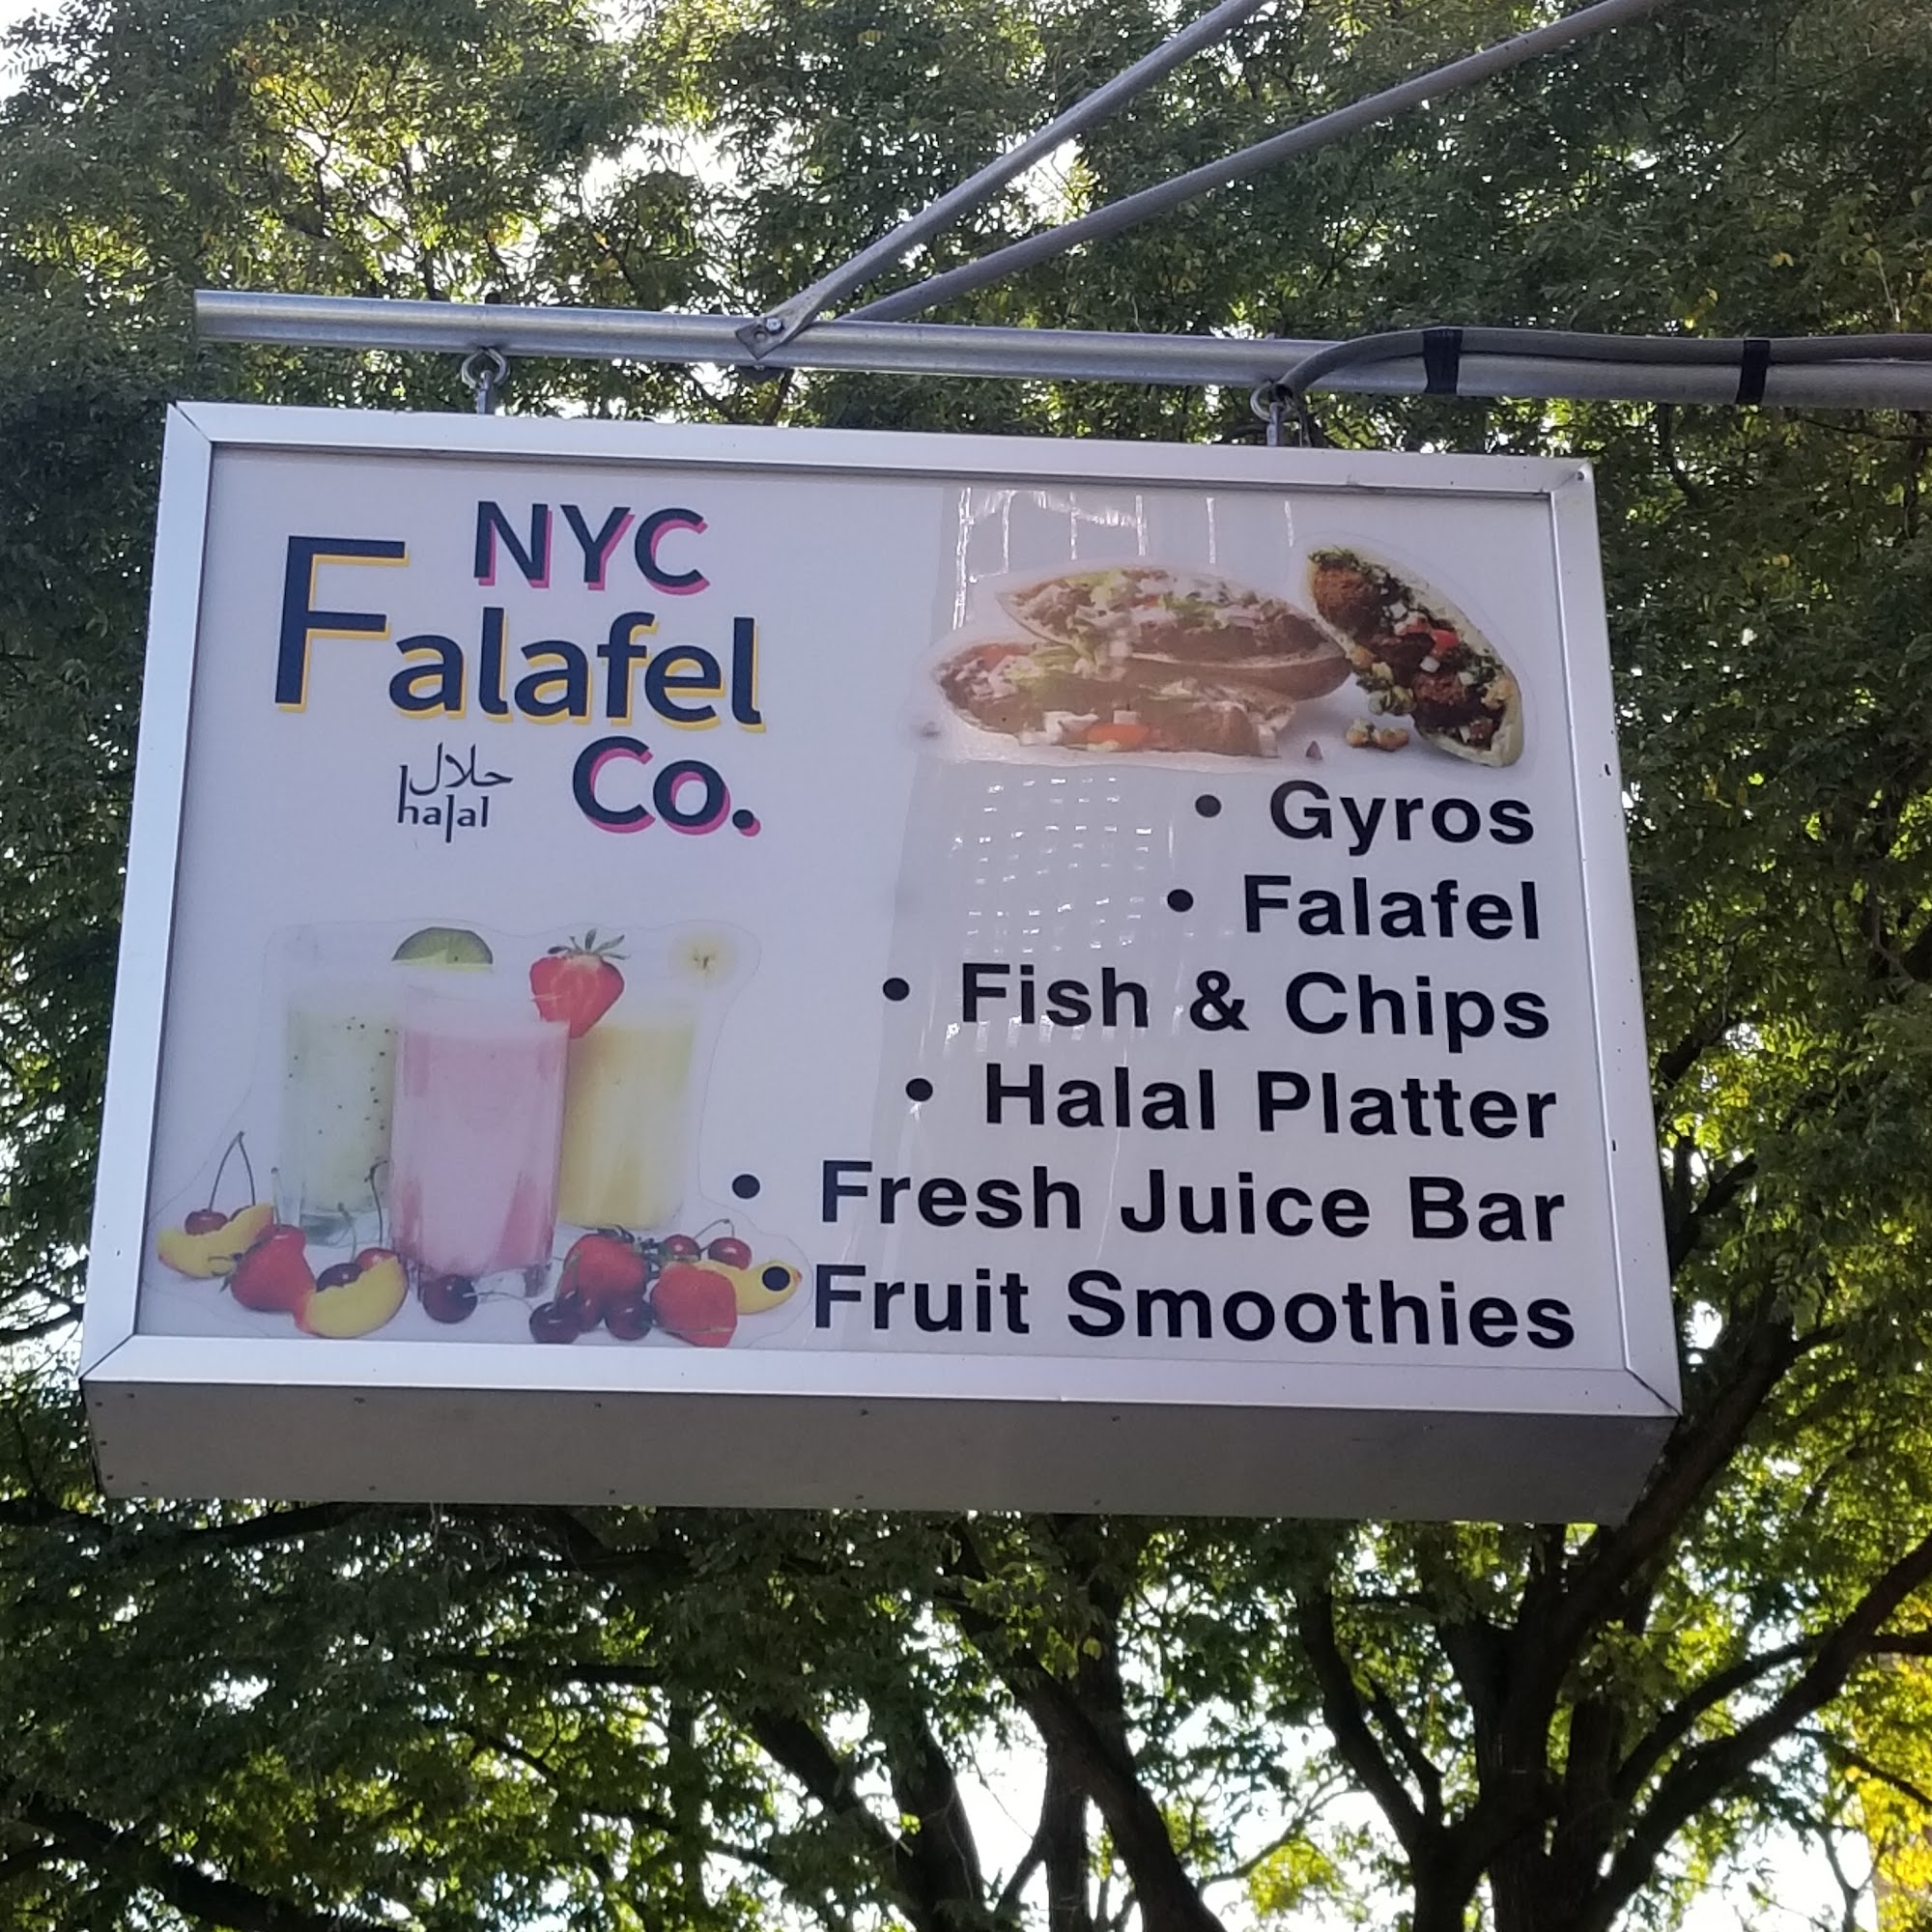 NYC
Falafel
Co.
حلال
halal
• Gyros
• Falafel
• Fish & Chips
• Halal Platter
• Fresh Juice Bar
• Fruit Smoothies